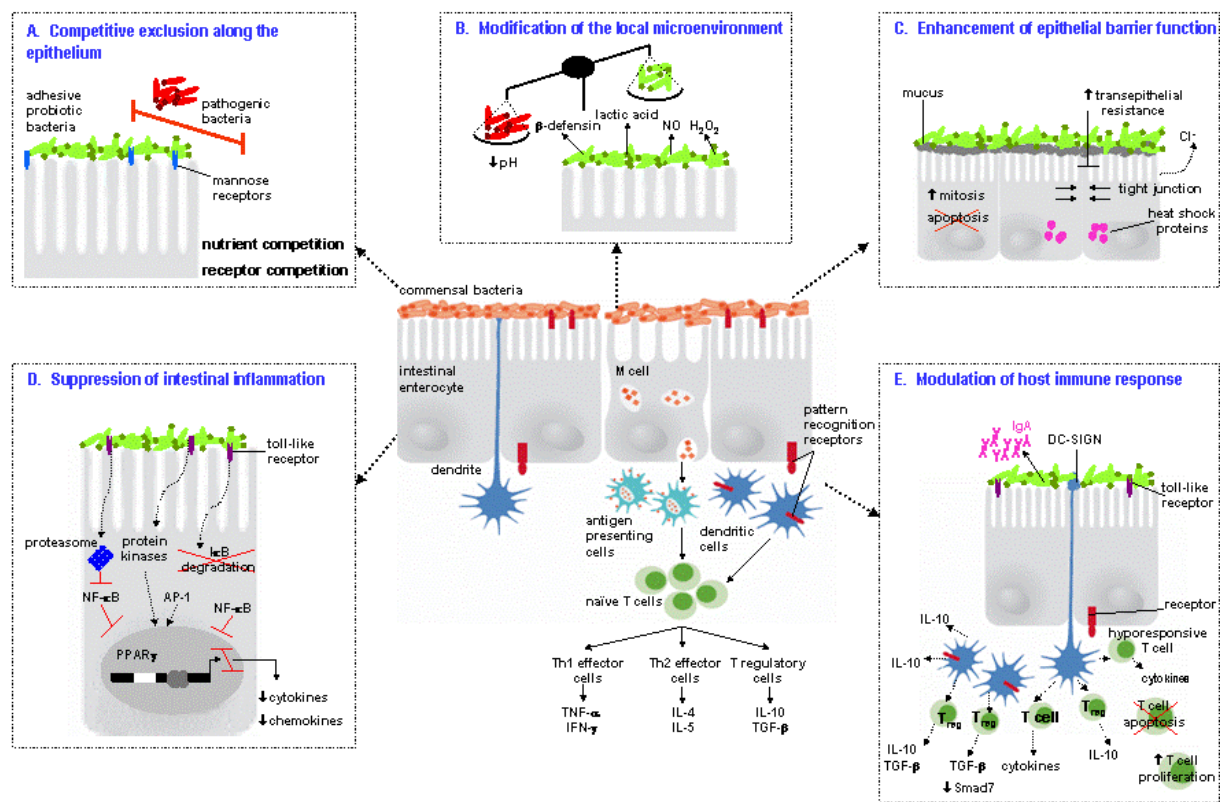 A. Competitive exclusion along the
epithelium
adhesive
probiotic
bacteria
pathogenic
bacteria
mannose
receptors
nutrient competition
receptor competition
B. Modification of the local microenvironment
β-defensin
lactic acid
NO
H₂O₂
↓pH
C. Enhancement of epithelial barrier function
mucus
↑ transepithelial
resistance
Cl-
↑ mitosis
apoptosis
tight junction
heat shock
proteins
commensal bacteria
intestinal
enterocyte
M cell
pattern
recognition
receptors
dendrite
antigen
presenting
cells
dendritic
cells
naïve T cells
Th1 effector
cells
Th2 effector
cells
T regulatory
cells
TNF-α
IFN-γ
IL-4
IL-5
IL-10
TGF-β
D. Suppression of intestinal inflammation
toll-like
receptor
proteasome
protein
kinases
IκB
degradation
NF-κB
AP-1
NF-κB
PPARγ
↓cytokines
↓chemokines
E. Modulation of host immune response
IgA
DC-SIGN
toll-like
receptor
receptor
IL-10
hyporesponsive
T cell
IL-10
cytokines
Treg
Treg
T cell
Treg
T cell
apoptosis
IL-10
TGF-β
TGF-β
↓ Smad7
cytokines
IL-10
↑ T cell
proliferation